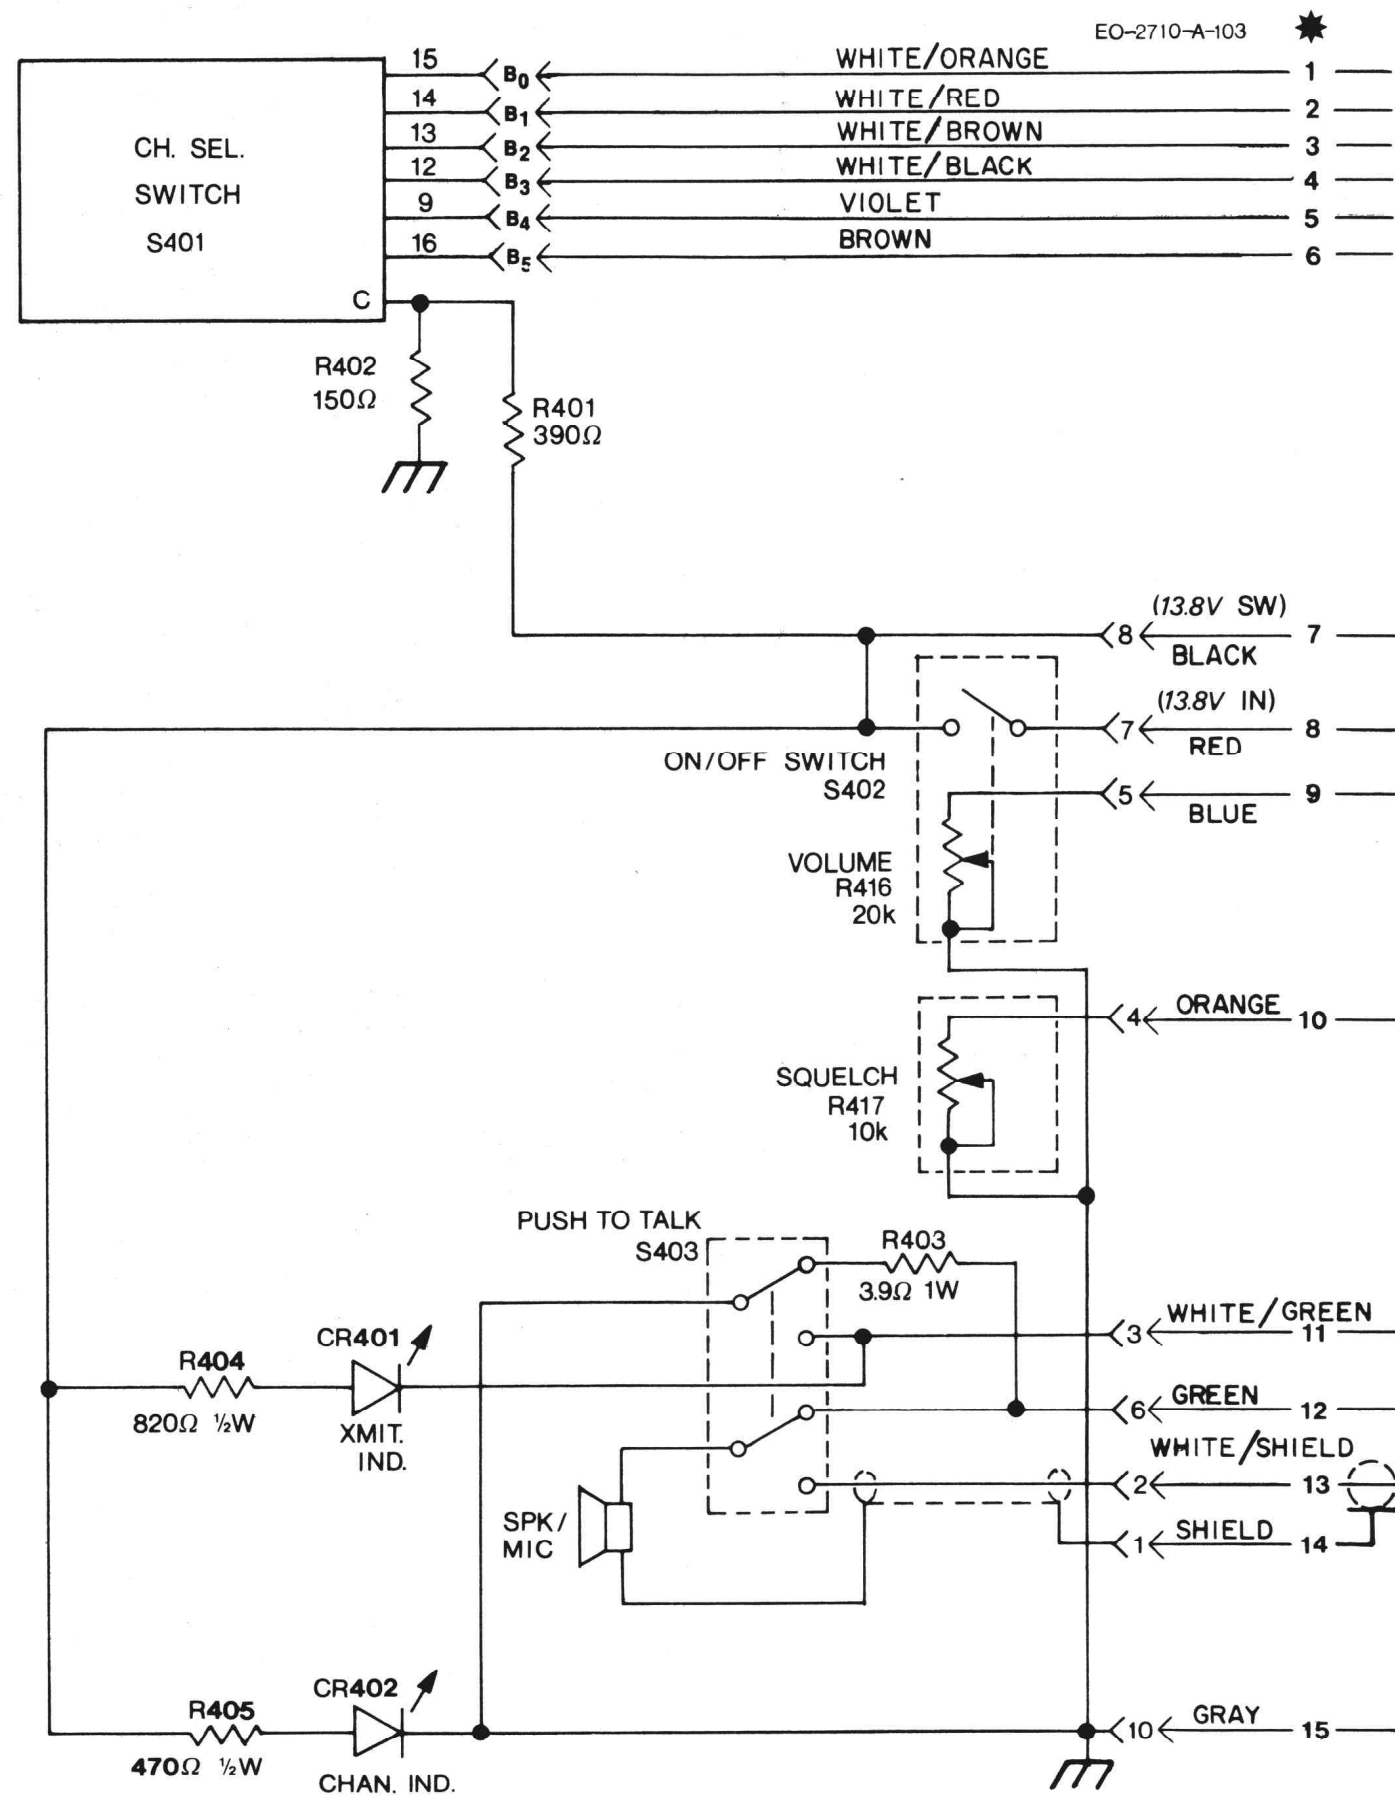 EO-2710-A-103
15 B0 WHITE/ORANGE 1
14 B1 WHITE/RED 2
13 B2 WHITE/BROWN 3
12 B3 WHITE/BLACK 4
9 B4 VIOLET 5
16 B5 BROWN 6
CH. SEL.
SWITCH
S401
C
R402
150Ω
R401
390Ω
(13.8V SW)
8 7
BLACK
(13.8V IN)
7 8
RED
ON/OFF SWITCH
S402
5 9
BLUE
VOLUME
R416
20k
4 ORANGE 10
SQUELCH
R417
10k
PUSH TO TALK
S403
R403
3.9Ω 1W
WHITE/GREEN
3 11
CR401
R404
820Ω ½W
XMIT.
IND.
6 GREEN 12
WHITE/SHIELD
2 13
SPK/
MIC
1 SHIELD 14
CR402
R405
470Ω ½W
CHAN. IND.
10 GRAY 15